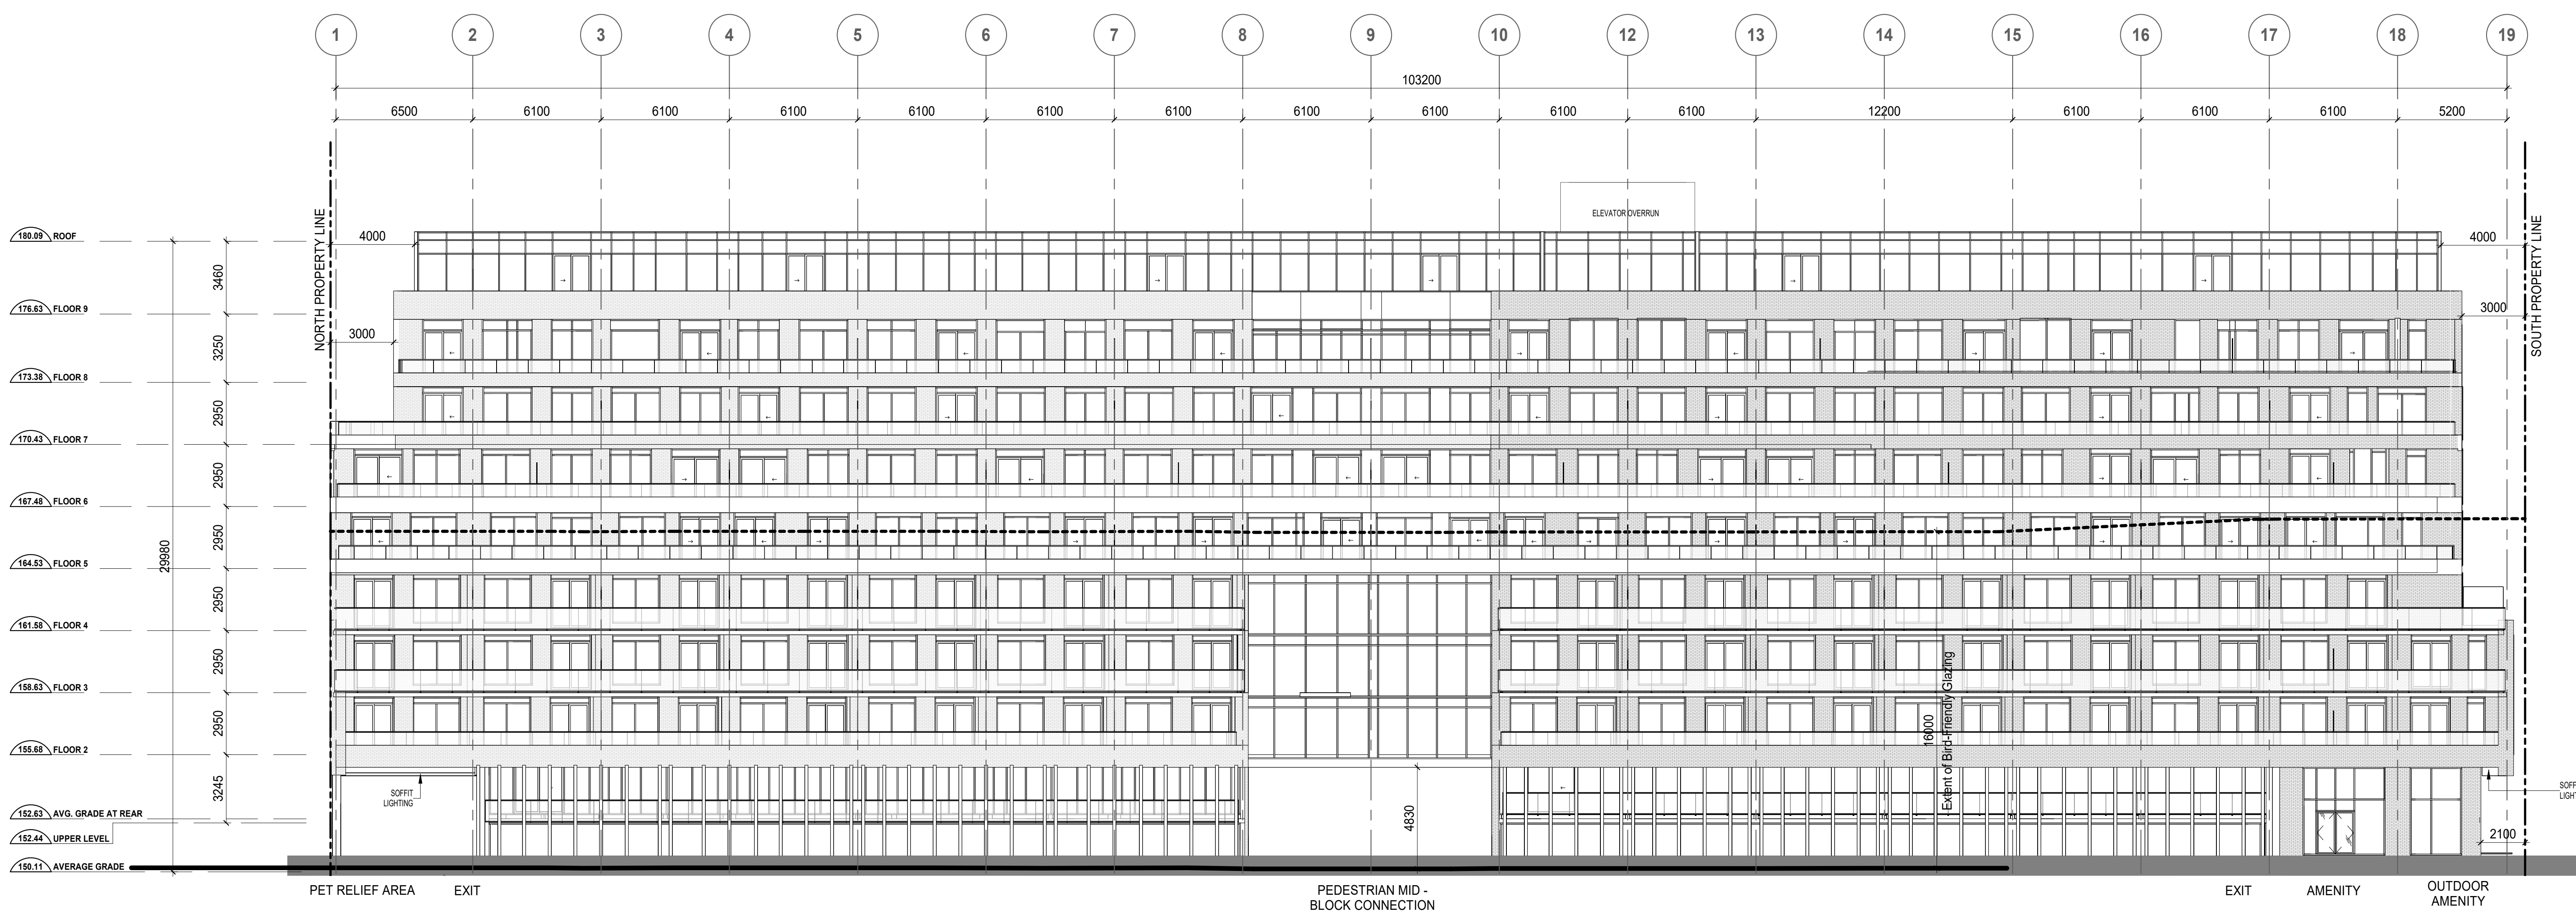 1 2 3 4 5 6 7 8 9 10 12 13 14 15 16 17 18 19
103200
6500 6100 6100 6100 6100 6100 6100 6100 6100 6100 6100 12200 6100 6100 6100 5200
ELEVATOR OVERRUN
NORTH PROPERTY LINE
SOUTH PROPERTY LINE
4000
4000
3000
3000
180.09 ROOF
3460
176.63 FLOOR 9
3250
173.38 FLOOR 8
2950
170.43 FLOOR 7
2950
167.48 FLOOR 6
2950
164.53 FLOOR 5
2950
161.58 FLOOR 4
2950
158.63 FLOOR 3
2950
155.68 FLOOR 2
3245
152.63 AVG. GRADE AT REAR
152.44 UPPER LEVEL
150.11 AVERAGE GRADE
29980
SOFFIT
LIGHTING
4830
16000
Extent of Bird-Friendly Glazing
SOFF
LIGHT
2100
PET RELIEF AREA
EXIT
PEDESTRIAN MID -
BLOCK CONNECTION
EXIT
AMENITY
OUTDOOR
AMENITY